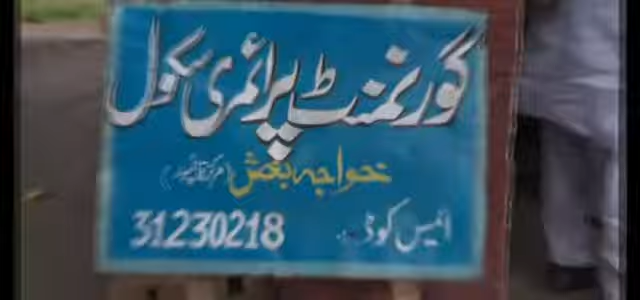 گورنمنٹ پرائمری سکول
خواجہ بخش
ایمس کوڈ 31230218